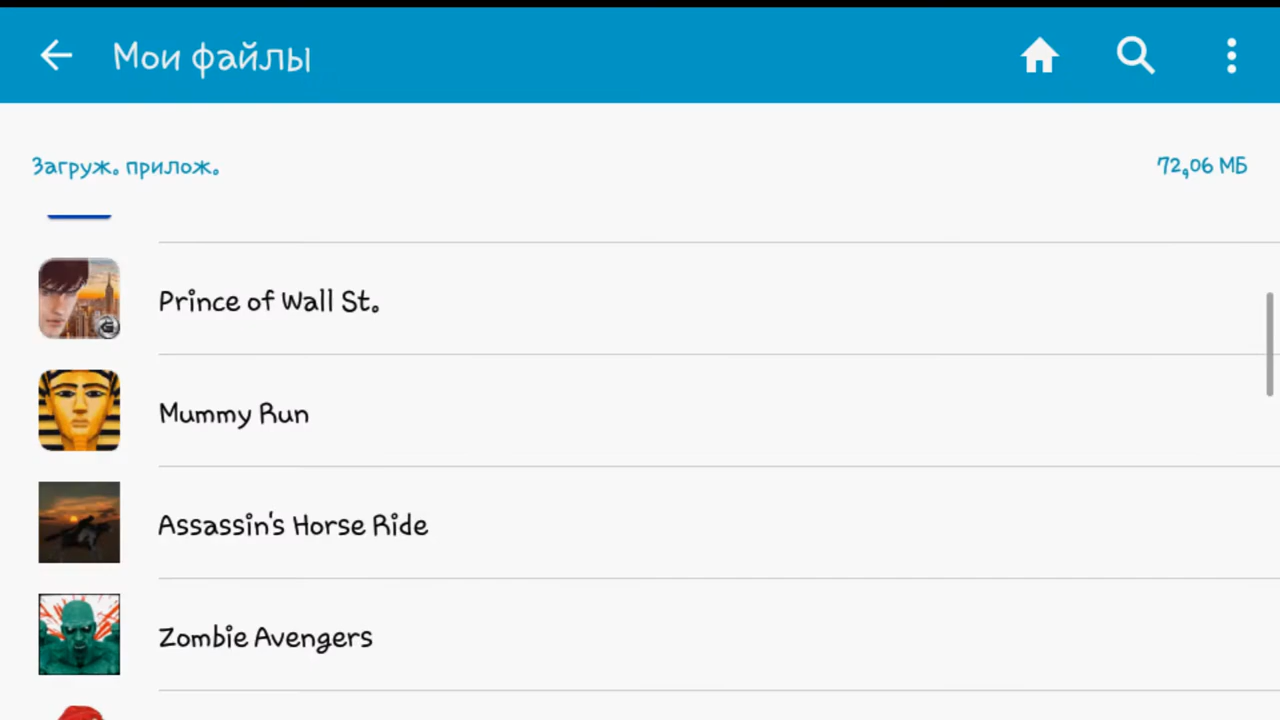 Мои файлы
Загруж. прилож.
72,06 МБ
Prince of Wall St.
Mummy Run
Assassin's Horse Ride
Zombie Avengers